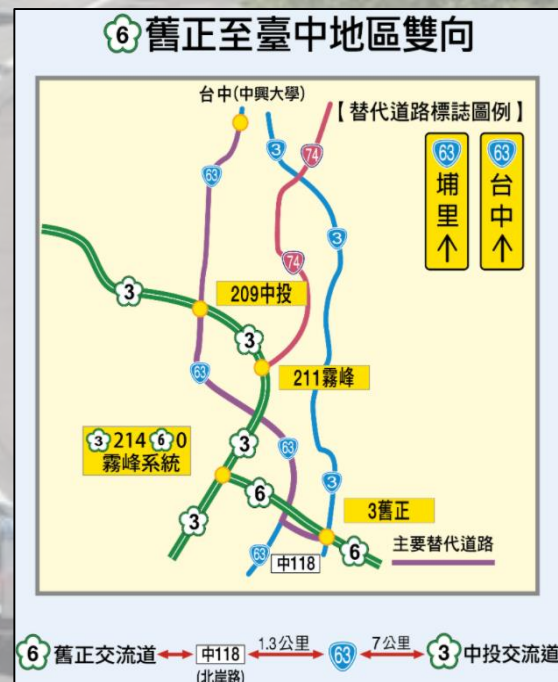 6 舊正至臺中地區雙向
台中(中興大學)
【替代道路標誌圖例】
63 埔里 ↑
63 台中 ↑
63
3
74
3
74
3
209中投
3
63
211霧峰
3 214 6 0
霧峰系統
3
63
3
6
3舊正
3
63
中118
6
主要替代道路
6 舊正交流道 ↔ 中118 (北岸路) 1.3公里 63 7公里 3 中投交流道